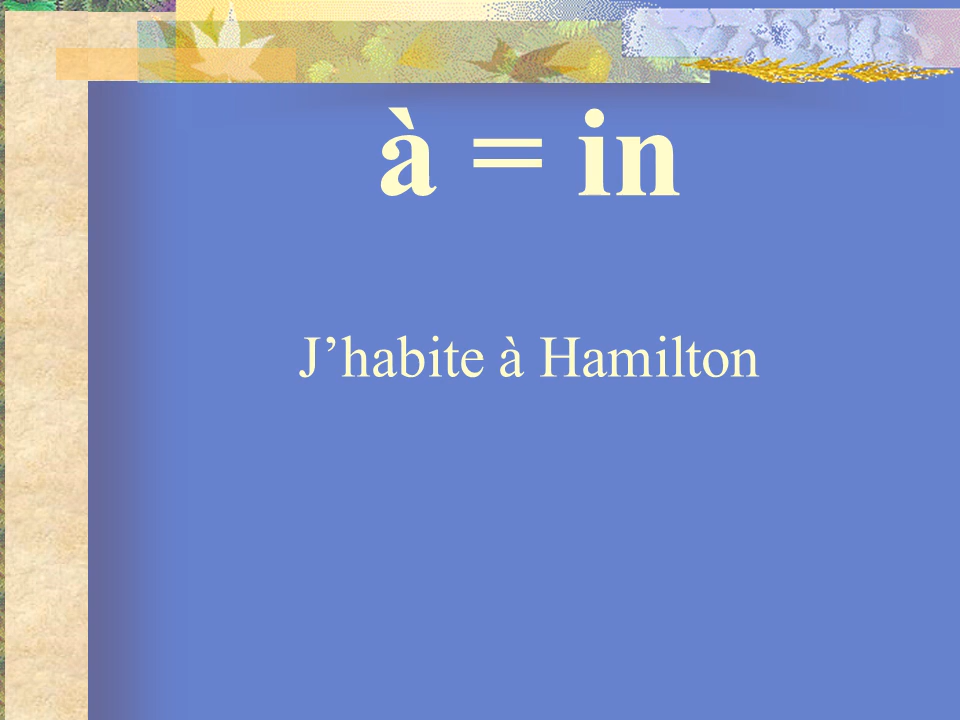 à = in
J’habite à Hamilton